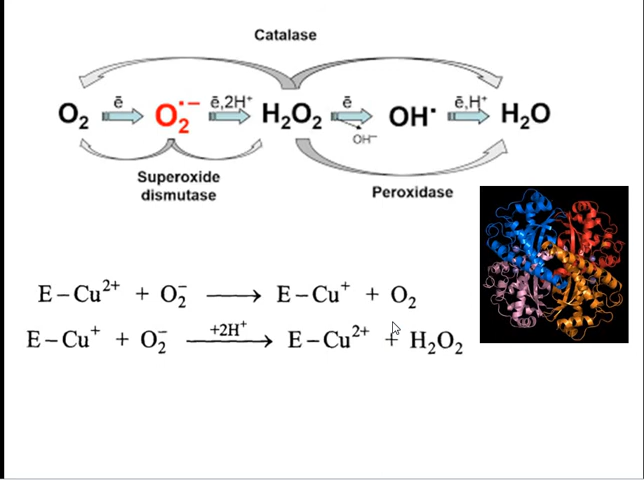 Catalase
O₂ ē O₂•− ē,2H⁺ H₂O₂ ē OH• ē,H⁺ H₂O
OH⁻
Superoxide
dismutase
Peroxidase
E–Cu²⁺ + O₂⁻ ⟶ E–Cu⁺ + O₂
E–Cu⁺ + O₂⁻ +2H⁺ ⟶ E–Cu²⁺ + H₂O₂